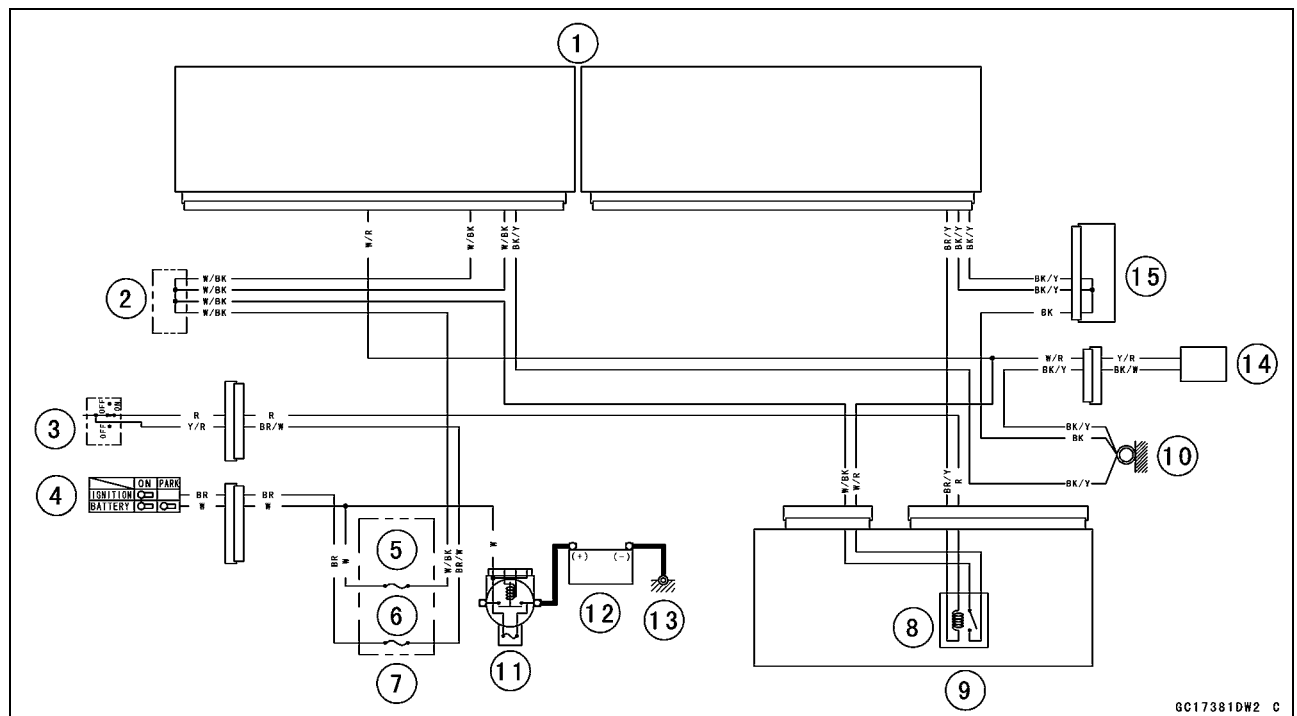 1
W/R
W/BK
W/BK
BK/Y
BR/Y
BK/Y
BK/Y
2
W/BK
W/BK
W/BK
W/BK
BK/Y
BK/Y
BK
15
W/R
BK/Y
Y/R
BK/W
14
3
OFF
ON
OFF
R
Y/R
R
BR/W
BK/Y
BK
BK/Y
10
4
ON PARK
IGNITION
BATTERY
BR
W
BR
W
W/BK
W/R
BR/Y
R
BR
W
5
6
7
W/BK
BR/W
W
11
(+) (-)
12
13
8
9
GC17381DW2 C